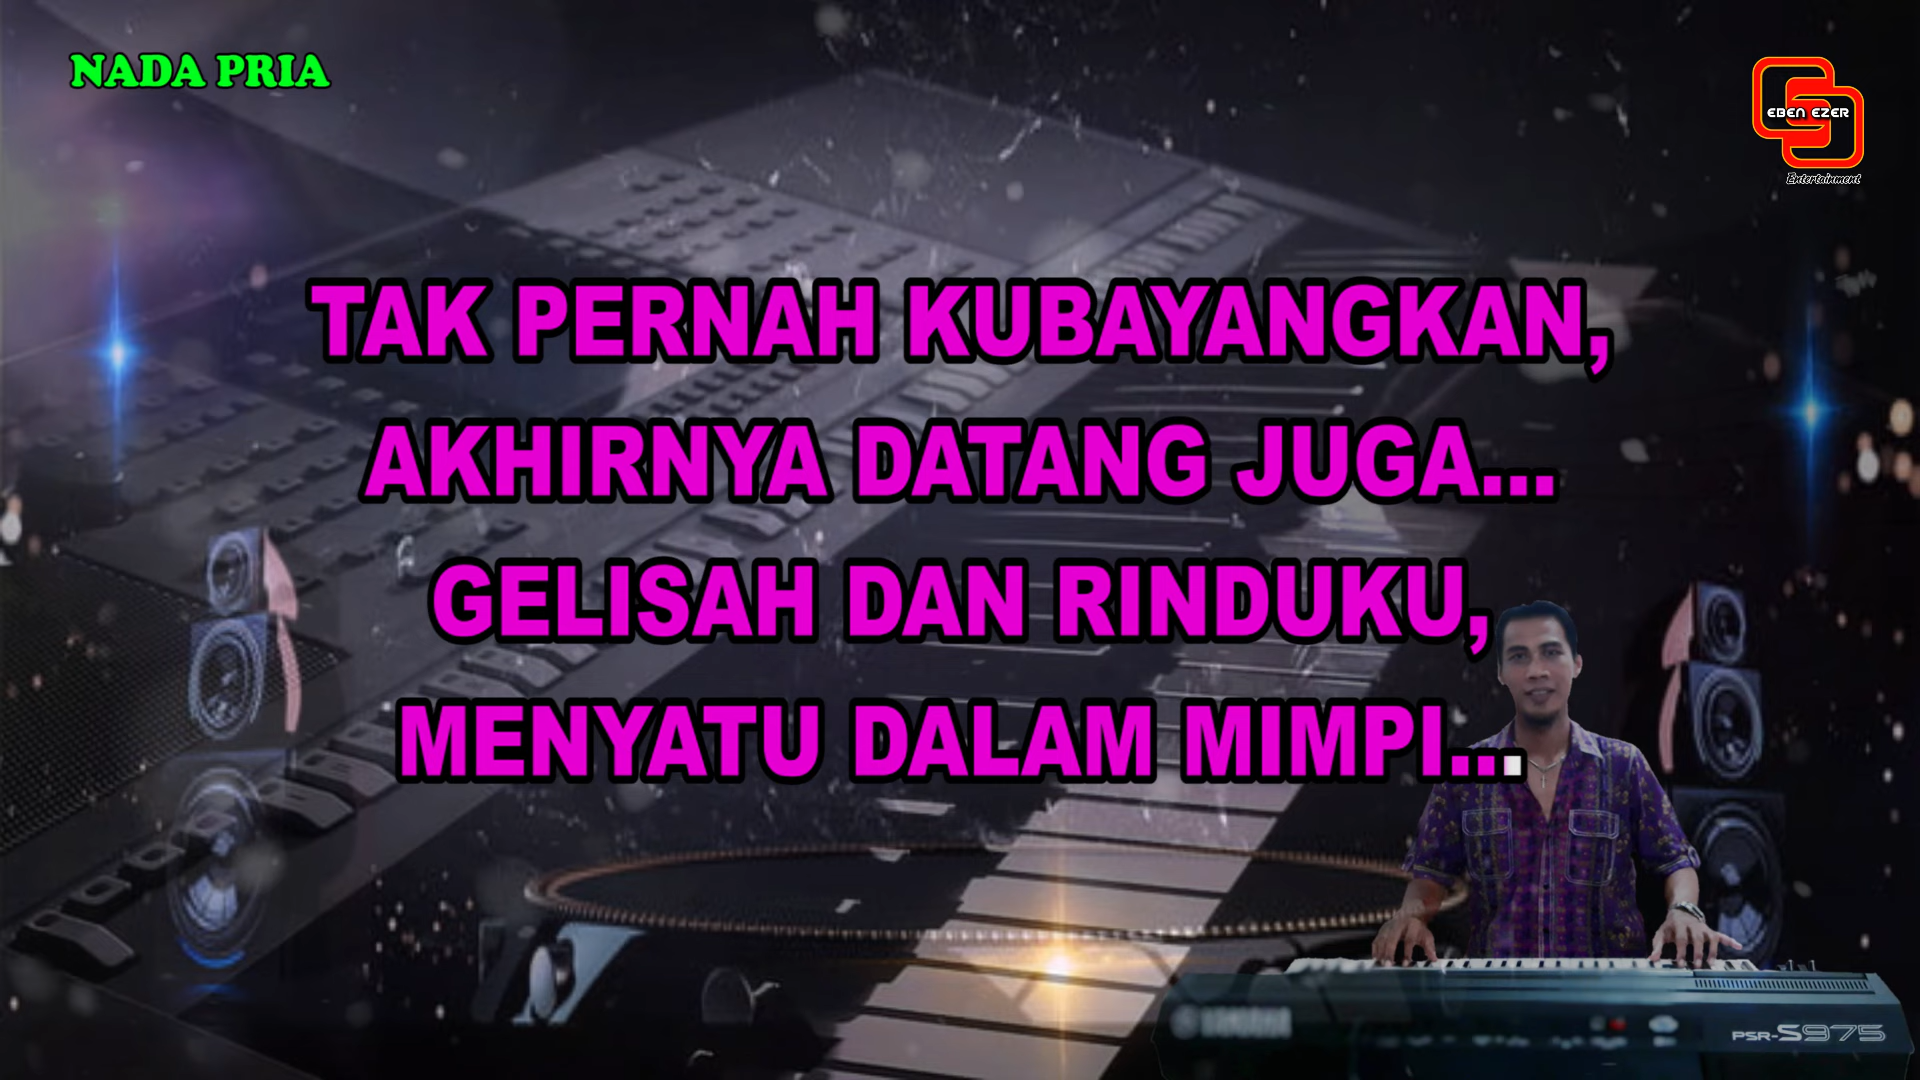 NADA PRIA
EBEN EZER
Entertainment
TAK PERNAH KUBAYANGKAN,
AKHIRNYA DATANG JUGA...
GELISAH DAN RINDUKU,
MENYATU DALAM MIMPI...
YAMAHA
PSR-S975